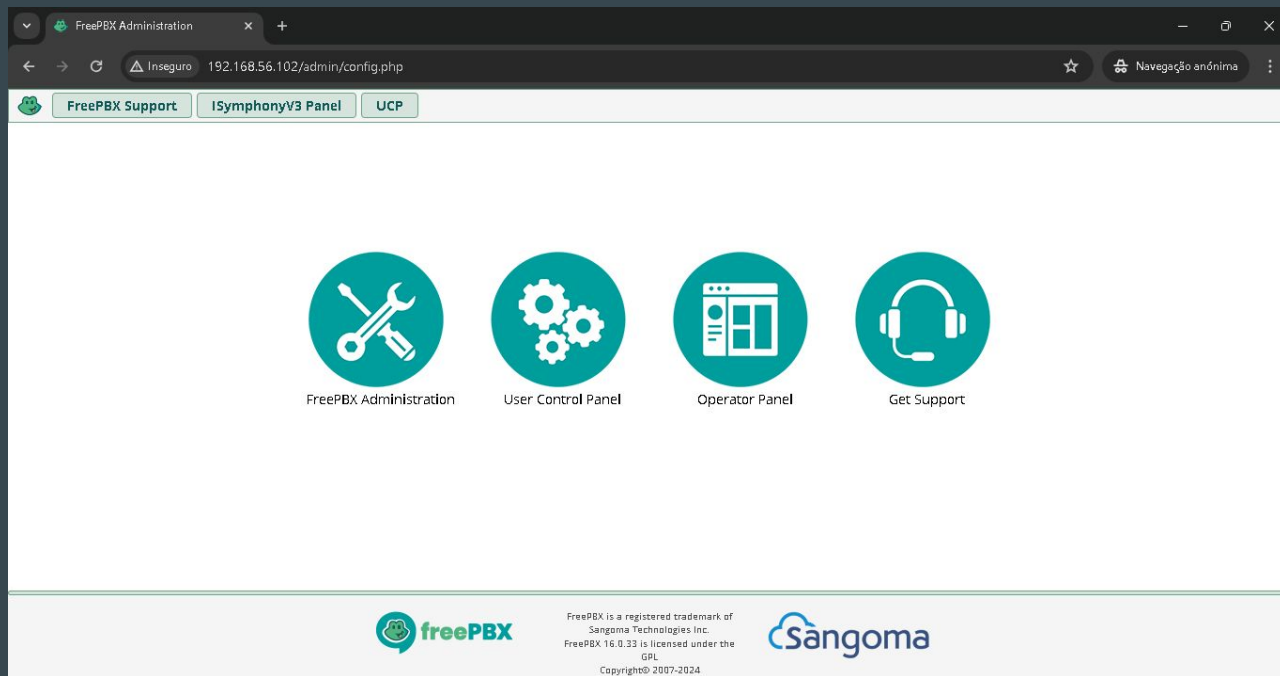 FreePBX Administration
Inseguro
192.168.56.102/admin/config.php
Navegação anónima
FreePBX Support
ISymphonyV3 Panel
UCP
FreePBX Administration
User Control Panel
Operator Panel
Get Support
freePBX
FreePBX is a registered trademark of
Sangoma Technologies Inc.
FreePBX 16.0.33 is licensed under the
GPL
Copyright© 2007-2024
Sangoma